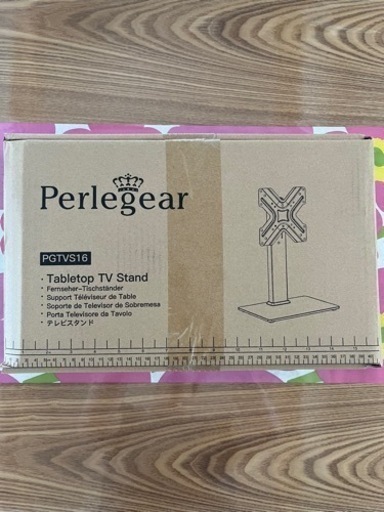 Perlegear
PGTVS16
· Tabletop TV Stand
• Fernseher-Tischständer
• Support Téléviseur de Table
• Soporte de Televisor de Sobremesa
• Porta Televisore da Tavolo
• テレビスタンド